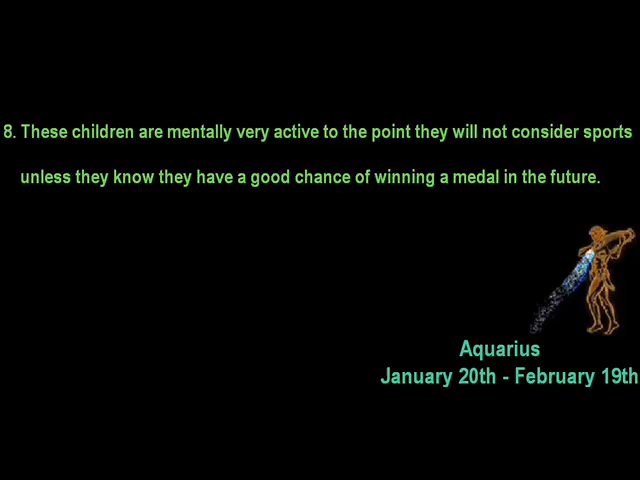 8. These children are mentally very active to the point they will not consider sports
unless they know they have a good chance of winning a medal in the future.
Aquarius
January 20th - February 19th